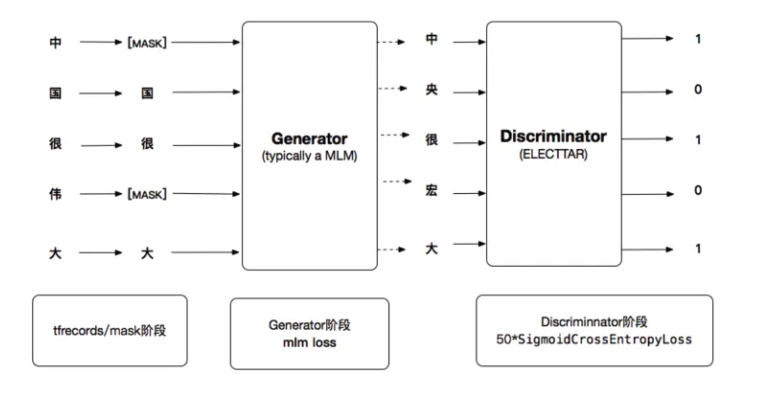 中 [MASK] 中 1
国 国 央 0
很 很 很 1
伟 [MASK] 宏 0
大 大 大 1
Generator
(typically a MLM)
Discriminator
(ELECTTAR)
tfrecords/mask阶段
Generator阶段
mlm loss
Discriminnator阶段
50*SigmoidCrossEntropyLoss